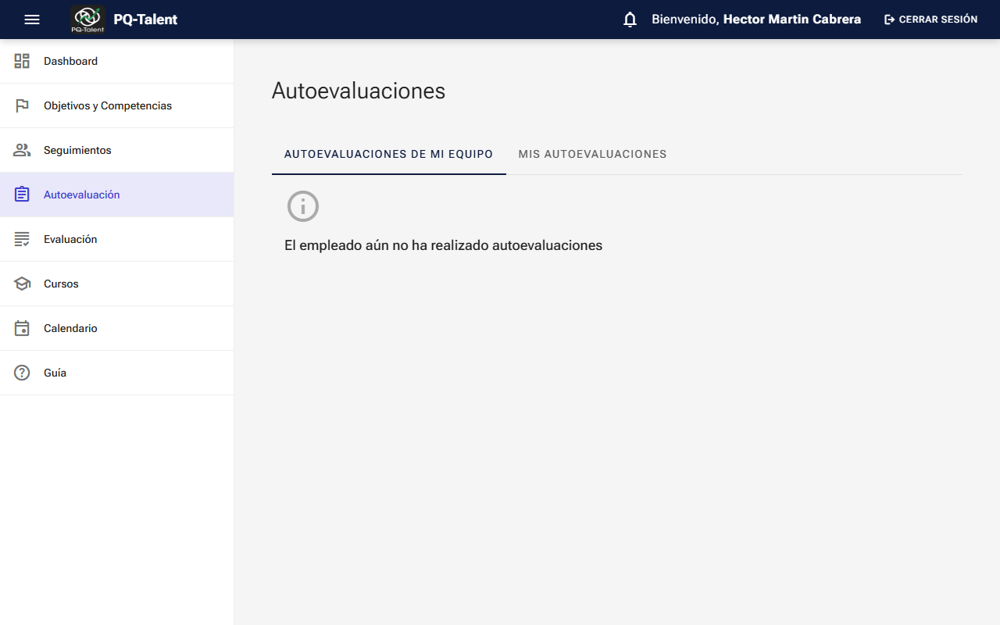 PQ-Talent
PQ-Talent
Bienvenido, Hector Martin Cabrera
CERRAR SESIÓN
Dashboard
Objetivos y Competencias
Seguimientos
Autoevaluación
Evaluación
Cursos
Calendario
Guía
Autoevaluaciones
AUTOEVALUACIONES DE MI EQUIPO
MIS AUTOEVALUACIONES
El empleado aún no ha realizado autoevaluaciones